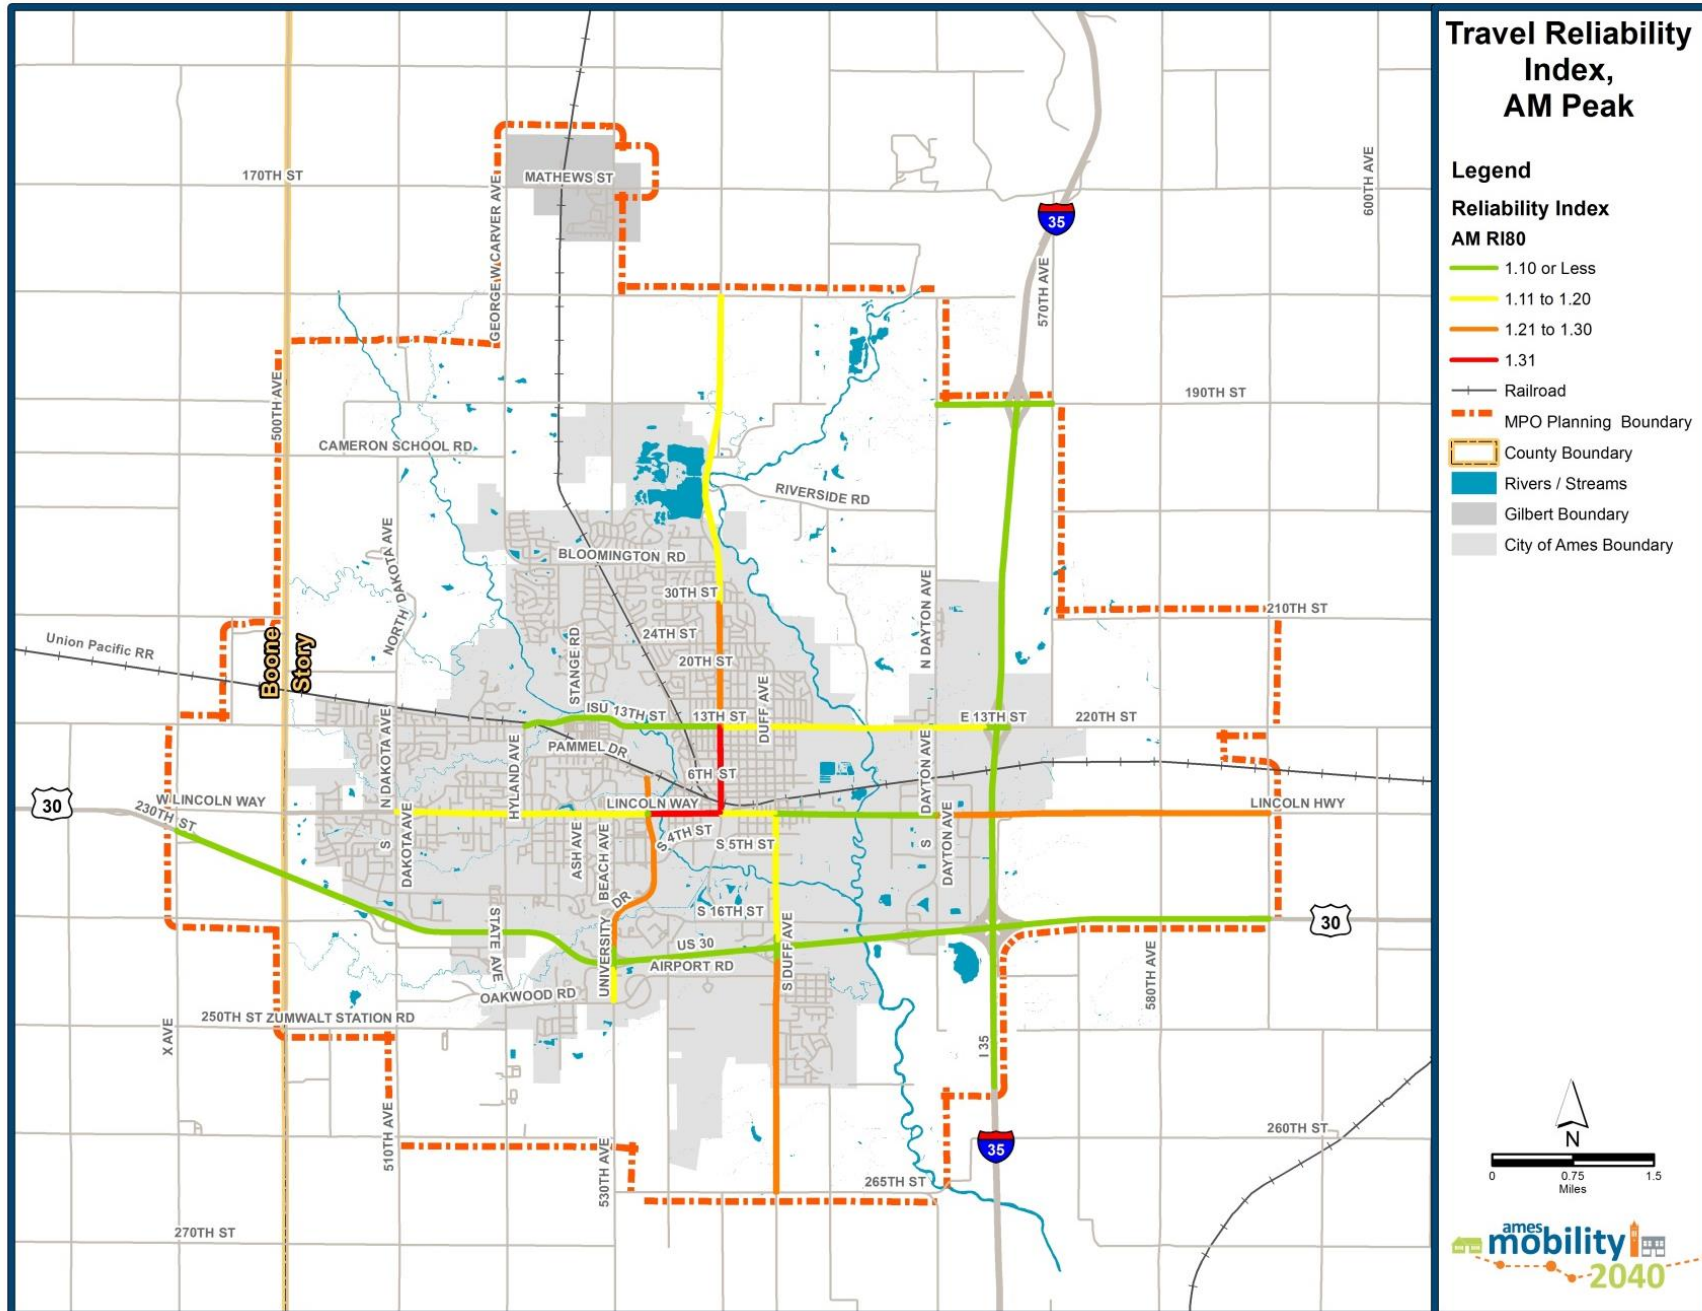 Travel Reliability
Index,
AM Peak
Legend
Reliability Index
AM RI80
1.10 or Less
1.11 to 1.20
1.21 to 1.30
1.31
Railroad
MPO Planning Boundary
County Boundary
Rivers / Streams
Gilbert Boundary
City of Ames Boundary
N
0 0.75 1.5
Miles
ames
mobility
2040
170TH ST
MATHEWS ST
GEORGE W CARVER AVE
600TH AVE
35
570TH AVE
190TH ST
500TH AVE
CAMERON SCHOOL RD
RIVERSIDE RD
NORTH DAKOTA AVE
BLOOMINGTON RD
30TH ST
N DAYTON AVE
210TH ST
Union Pacific RR
Boone
Story
STANGE RD
24TH ST
20TH ST
DUFF AVE
ISU 13TH ST
13TH ST
E 13TH ST
220TH ST
N DAKOTA AVE
HYLAND AVE
PAMMEL DR
6TH ST
DAYTON AVE
30
W LINCOLN WAY
230TH ST
LINCOLN WAY
LINCOLN HWY
S
DAKOTA AVE
ASH AVE
BEACH AVE
S 4TH ST
S 5TH ST
S
DAYTON AVE
DR
S 16TH ST
STATE AVE
UNIVERSITY
US 30
AIRPORT RD
S DUFF AVE
30
OAKWOOD RD
580TH AVE
X AVE
250TH ST ZUMWALT STATION RD
I 35
510TH AVE
530TH AVE
35
260TH ST
265TH ST
270TH ST